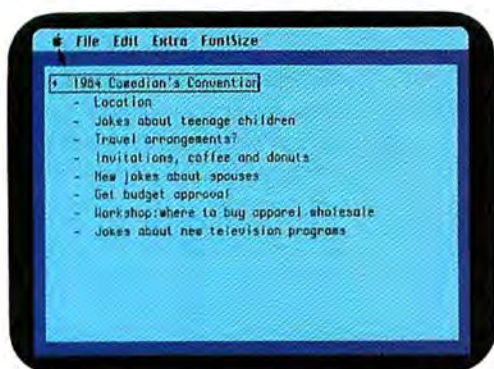 File Edit Extra FontSize
+ 1984 Comedian's Convention
- Location
- Jokes about teenage children
- Travel arrangements?
- Invitations, coffee and donuts
- New jokes about spouses
- Get budget approval
- Workshop:where to buy apparel wholesale
- Jokes about new television programs